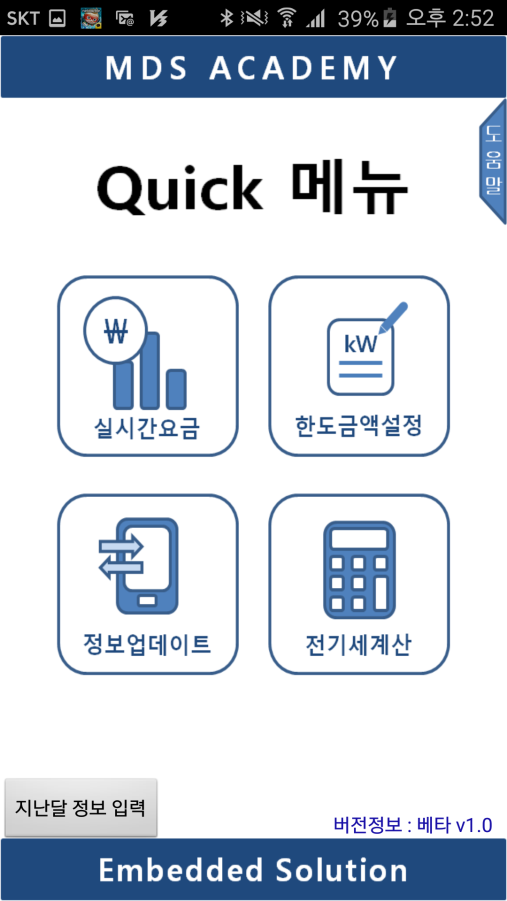 SKT 39% 오후 2:52
MDS ACADEMY
도움말
Quick 메뉴
₩
실시간요금
kW
한도금액설정
정보업데이트
전기세계산
지난달 정보 입력
버전정보 : 베타 v1.0
Embedded Solution